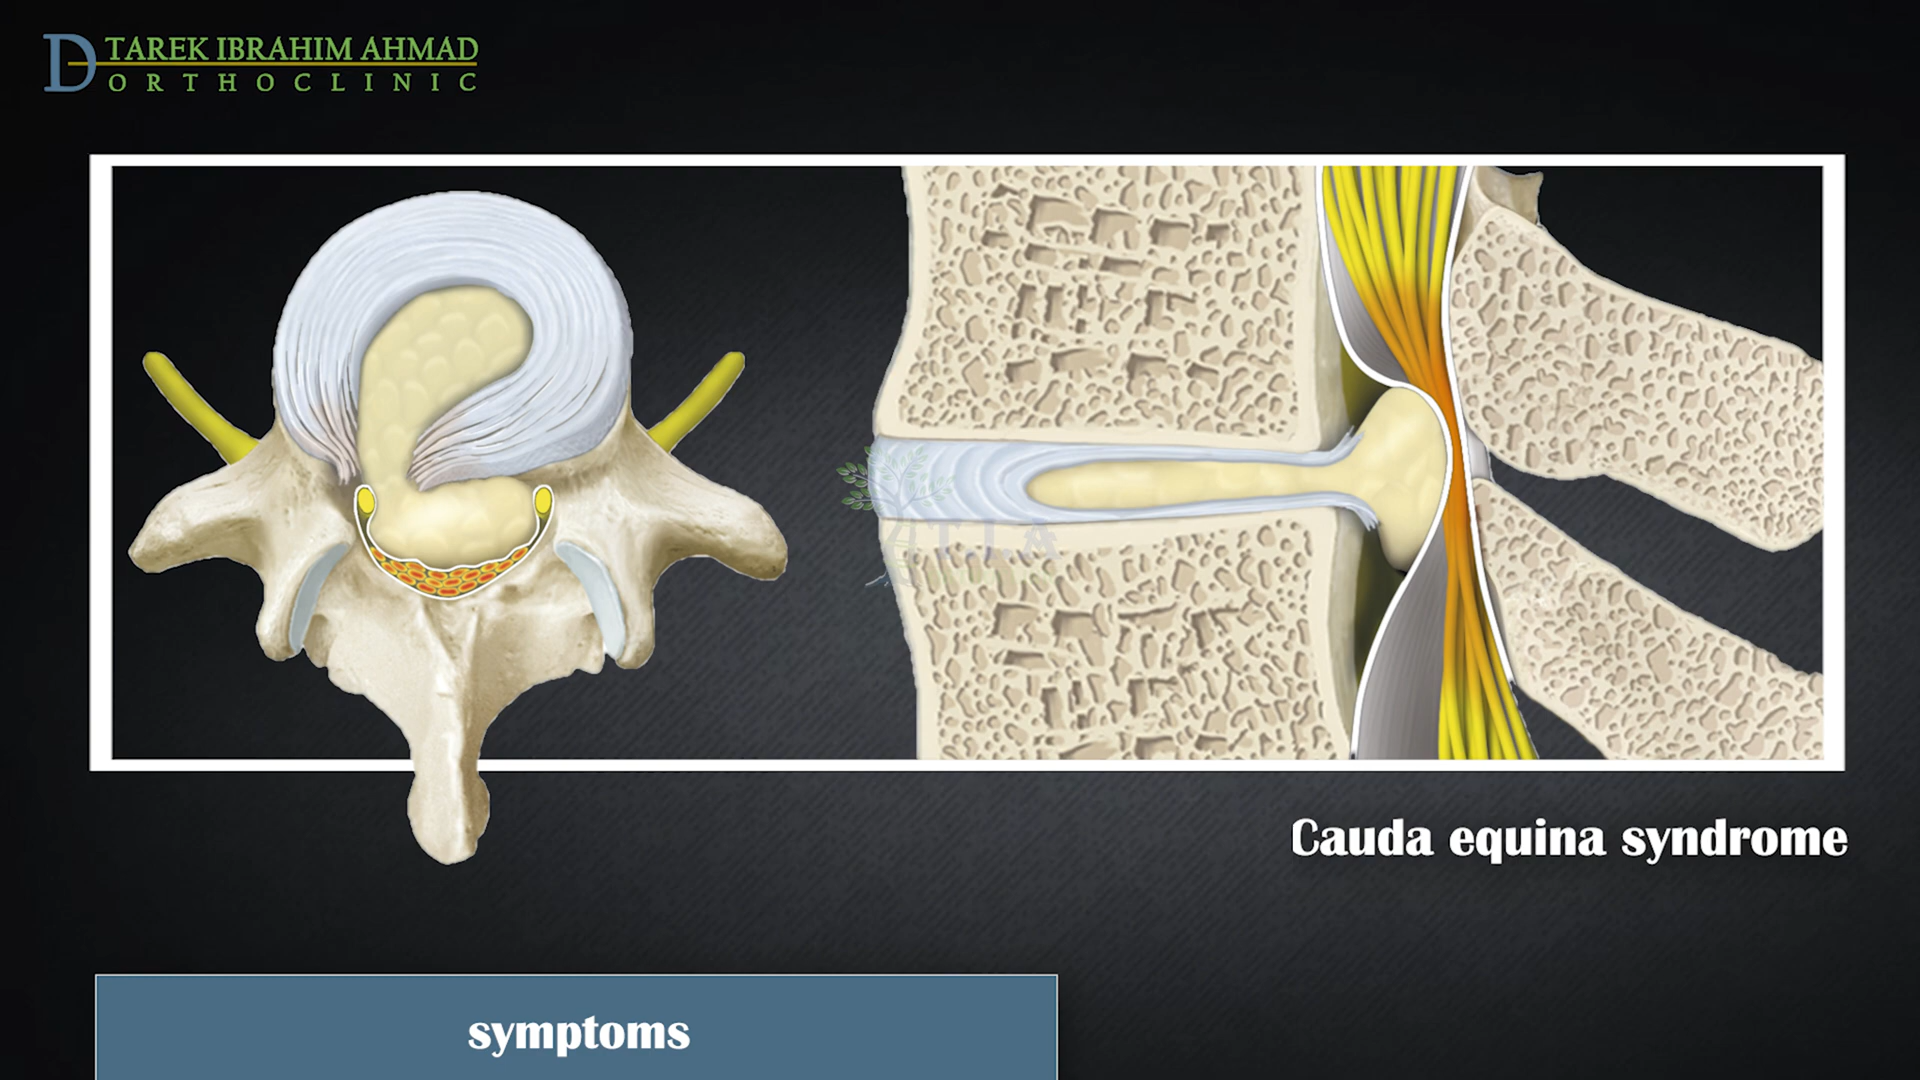 D TAREK IBRAHIM AHMAD
ORTHOCLINIC
T.I.A
Cauda equina syndrome
symptoms